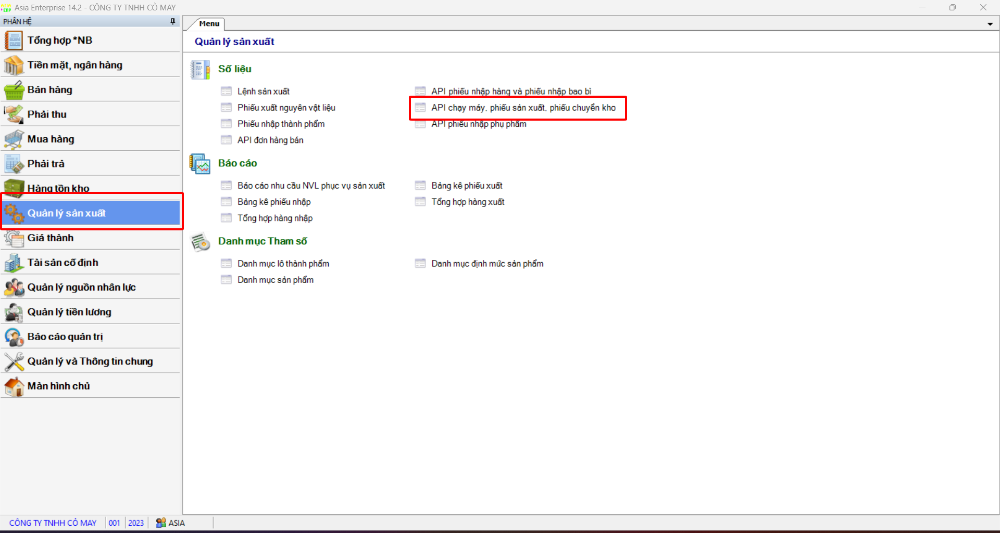 Asia Enterprise 14.2 - CÔNG TY TNHH CỎ MAY
PHÂN HỆ
Tổng hợp *NB
Tiền mặt, ngân hàng
Bán hàng
Phải thu
Mua hàng
Phải trả
Hàng tồn kho
Quản lý sản xuất
Giá thành
Tài sản cố định
Quản lý nguồn nhân lực
Quản lý tiền lương
Báo cáo quản trị
Quản lý và Thông tin chung
Màn hình chủ
Menu
Quản lý sản xuất
Số liệu
Lệnh sản xuất
API phiếu nhập hàng và phiếu nhập bao bì
Phiếu xuất nguyên vật liệu
API chạy máy, phiếu sản xuất, phiếu chuyển kho
Phiếu nhập thành phẩm
API phiếu nhập phụ phẩm
API đơn hàng bán
Báo cáo
Báo cáo nhu cầu NVL phục vụ sản xuất
Bảng kê phiếu xuất
Bảng kê phiếu nhập
Tổng hợp hàng xuất
Tổng hợp hàng nhập
Danh mục Tham số
Danh mục lô thành phẩm
Danh mục định mức sản phẩm
Danh mục sản phẩm
CÔNG TY TNHH CỎ MAY 001 2023 ASIA